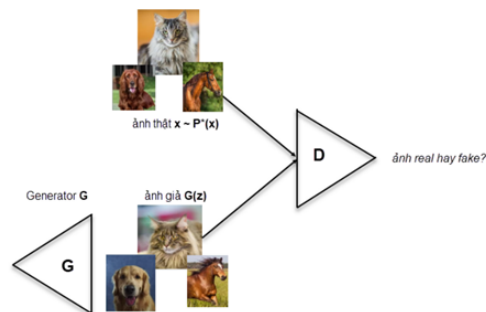 ảnh thật x ~ P*(x)
D
ảnh real hay fake?
Generator G
ảnh giả G(z)
G